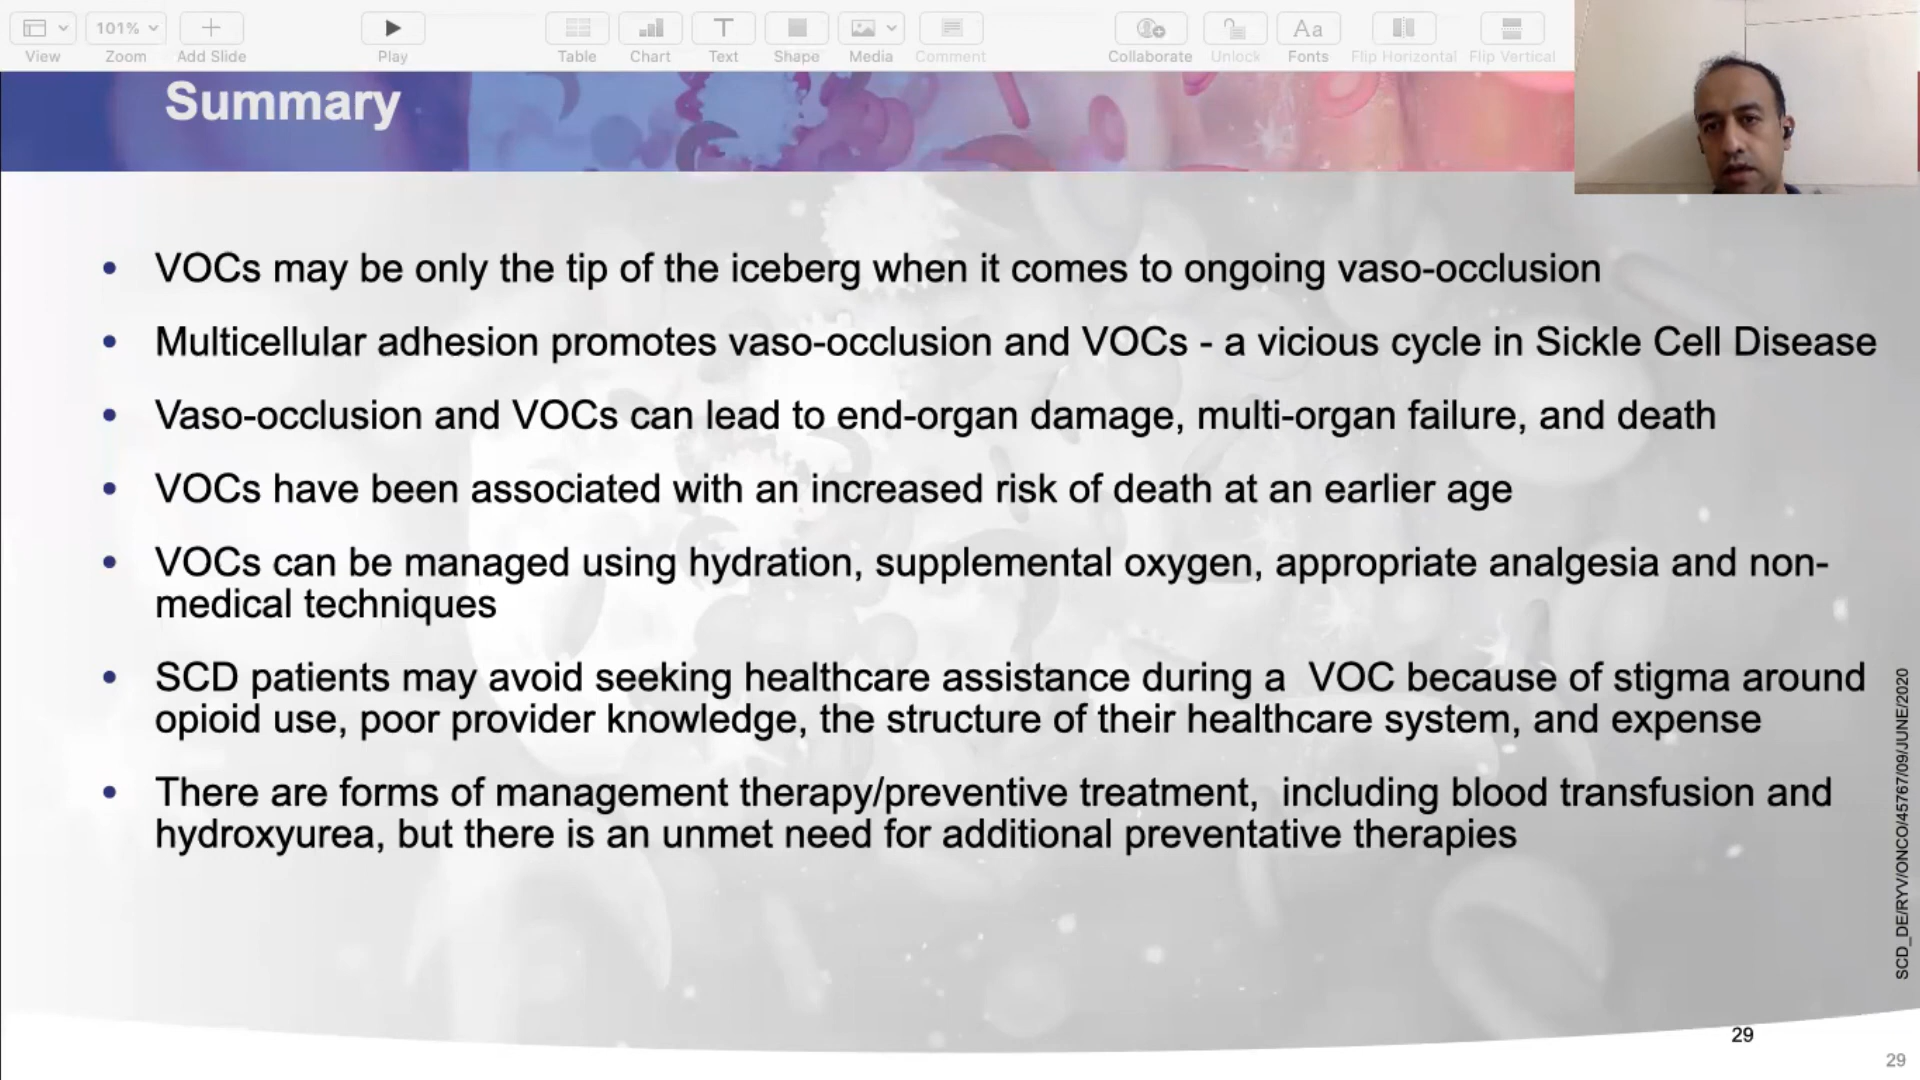 101%
View
Zoom
Add Slide
Play
Table
Chart
Text
Shape
Media
Comment
Collaborate
Unlock
Aa
Fonts
Flip Horizontal
Flip Vertical
Summary
• VOCs may be only the tip of the iceberg when it comes to ongoing vaso-occlusion
• Multicellular adhesion promotes vaso-occlusion and VOCs - a vicious cycle in Sickle Cell Disease
• Vaso-occlusion and VOCs can lead to end-organ damage, multi-organ failure, and death
• VOCs have been associated with an increased risk of death at an earlier age
• VOCs can be managed using hydration, supplemental oxygen, appropriate analgesia and non-
medical techniques
• SCD patients may avoid seeking healthcare assistance during a  VOC because of stigma around
opioid use, poor provider knowledge, the structure of their healthcare system, and expense
• There are forms of management therapy/preventive treatment,  including blood transfusion and
hydroxyurea, but there is an unmet need for additional preventative therapies
SCD_DE/RYV/ONCO/45767/09/JUNE/2020
29
29